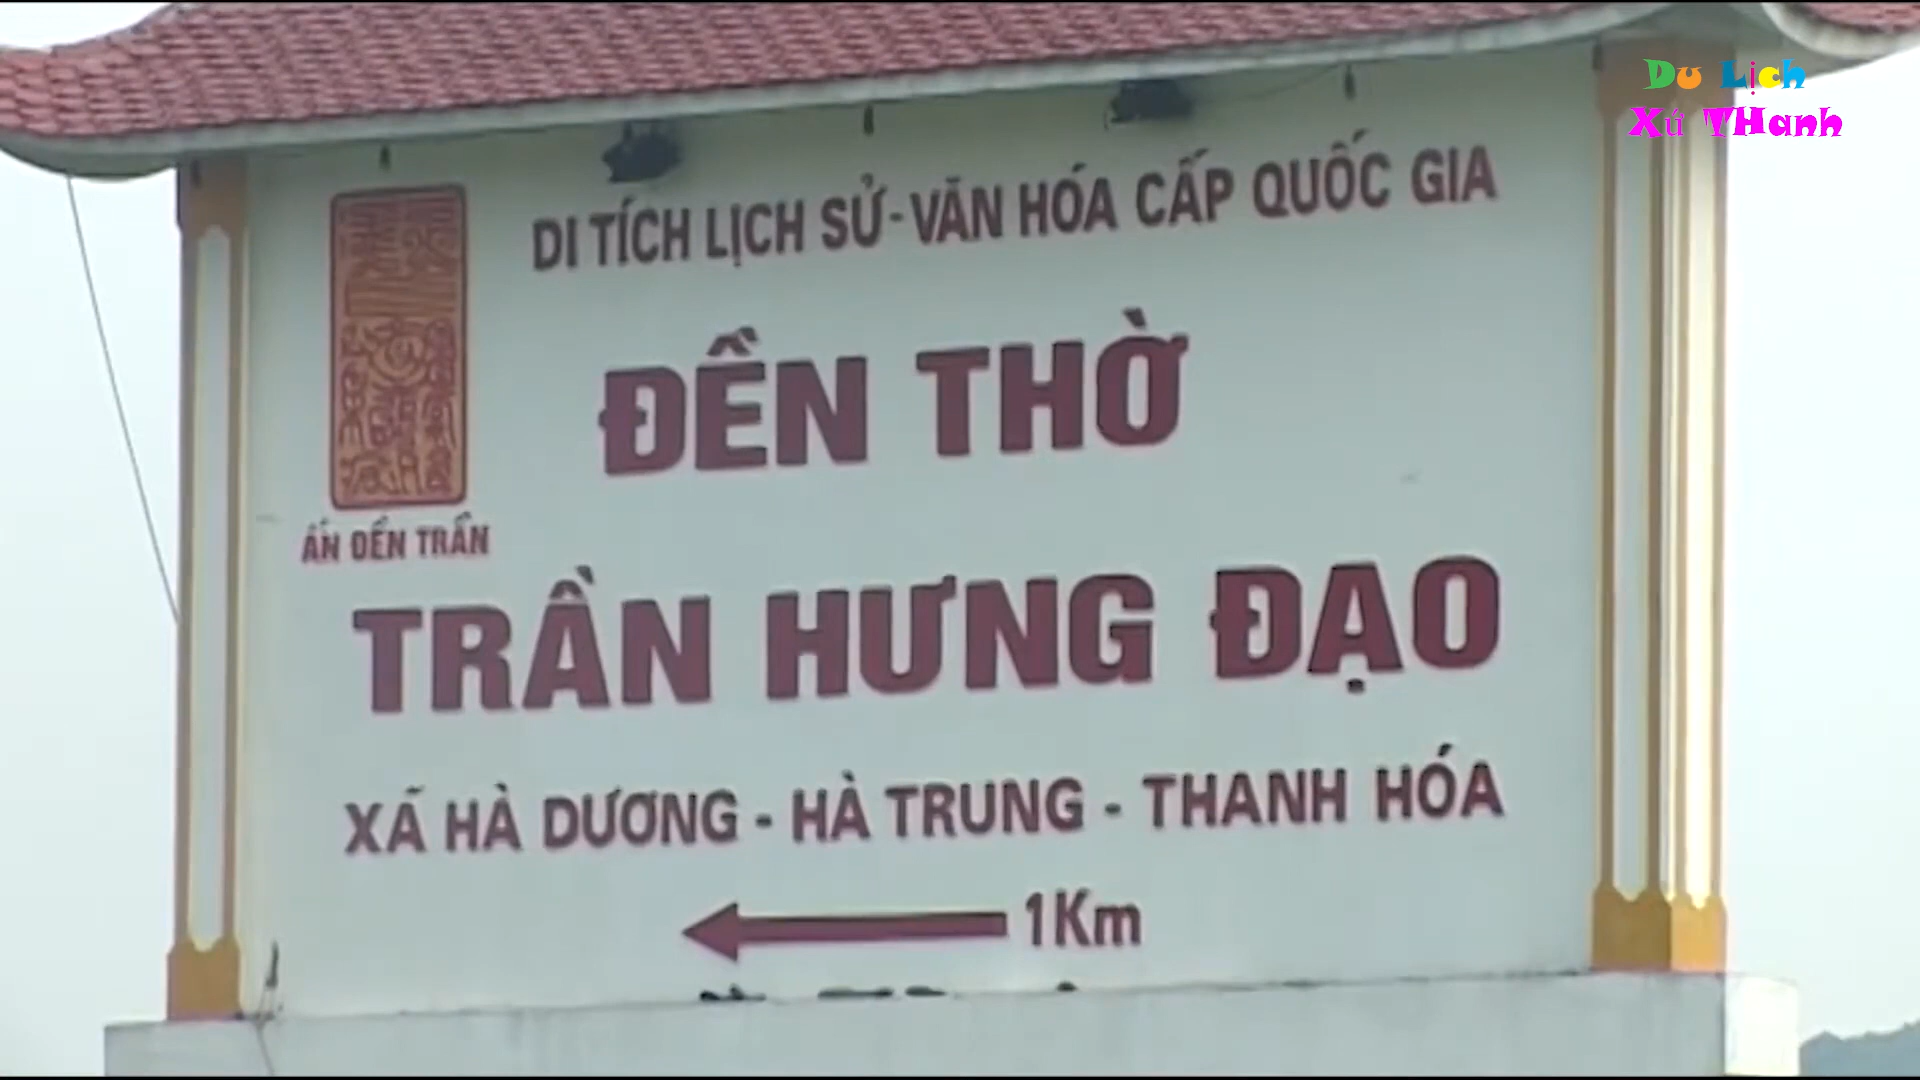 Du Lịch
Xứ THanh
DI TÍCH LỊCH SỬ - VĂN HÓA CẤP QUỐC GIA
ĐỀN THỜ
ẤN ĐỀN TRẦN
TRẦN HƯNG ĐẠO
XÃ HÀ DƯƠNG - HÀ TRUNG - THANH HÓA
1Km